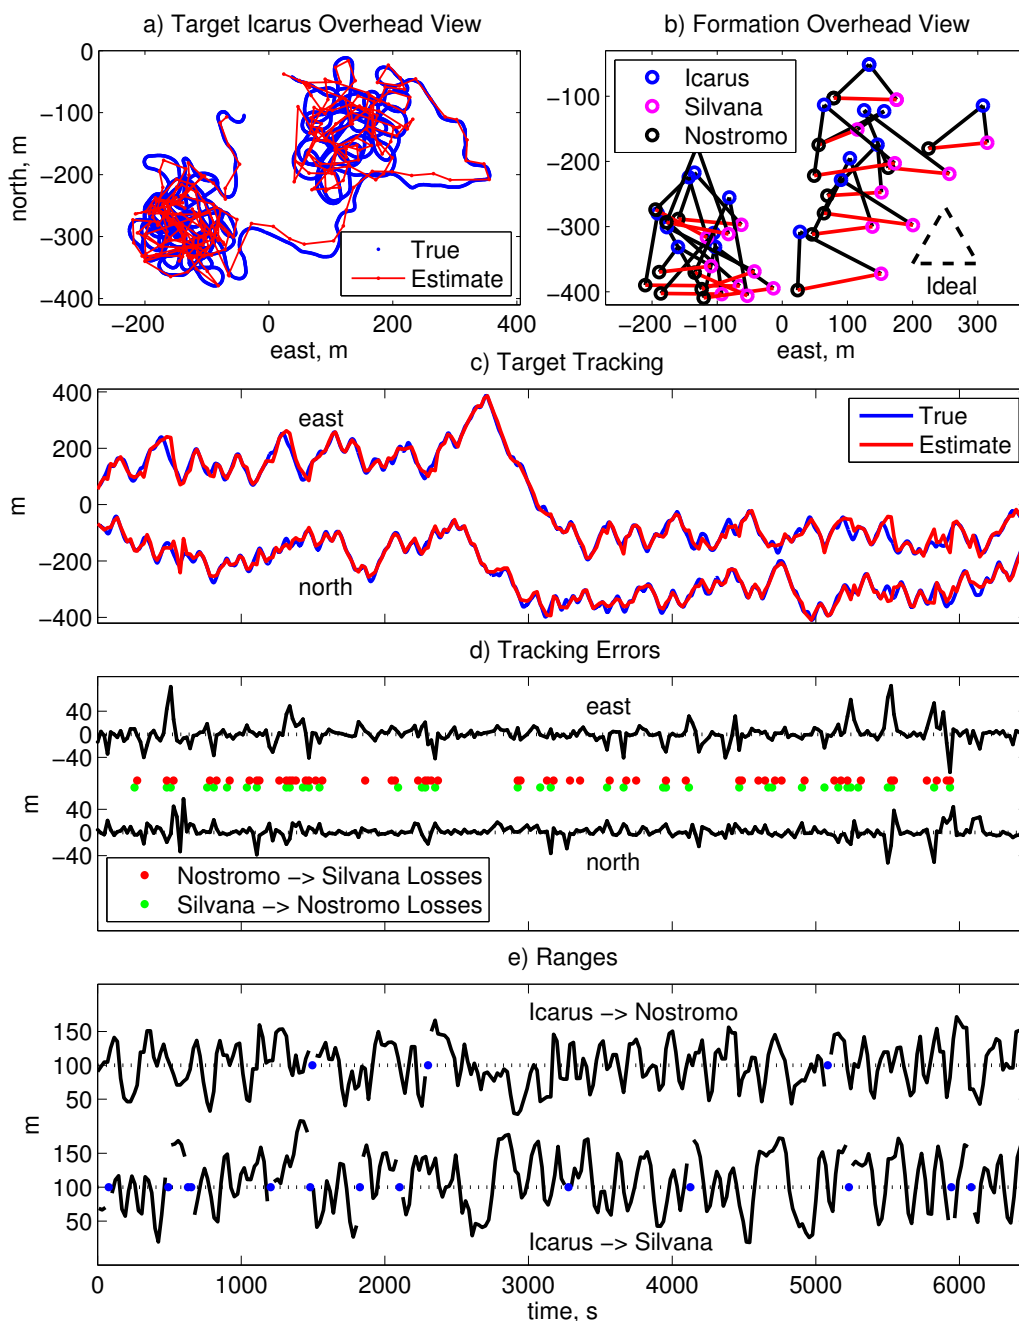 a) Target Icarus Overhead View
b) Formation Overhead View
0
−100
−200
−300
−400
north, m
−200
0
200
400
east, m
True
Estimate
−100
−200
−300
−400
Icarus
Silvana
Nostromo
Ideal
−200
−100
0
100
200
300
east, m
c) Target Tracking
400
200
0
−200
−400
m
east
north
True
Estimate
d) Tracking Errors
40
0
−40
m
40
0
−40
east
north
Nostromo −> Silvana Losses
Silvana −> Nostromo Losses
e) Ranges
150
100
50
m
150
100
50
Icarus −> Nostromo
Icarus −> Silvana
0
1000
2000
3000
4000
5000
6000
time, s